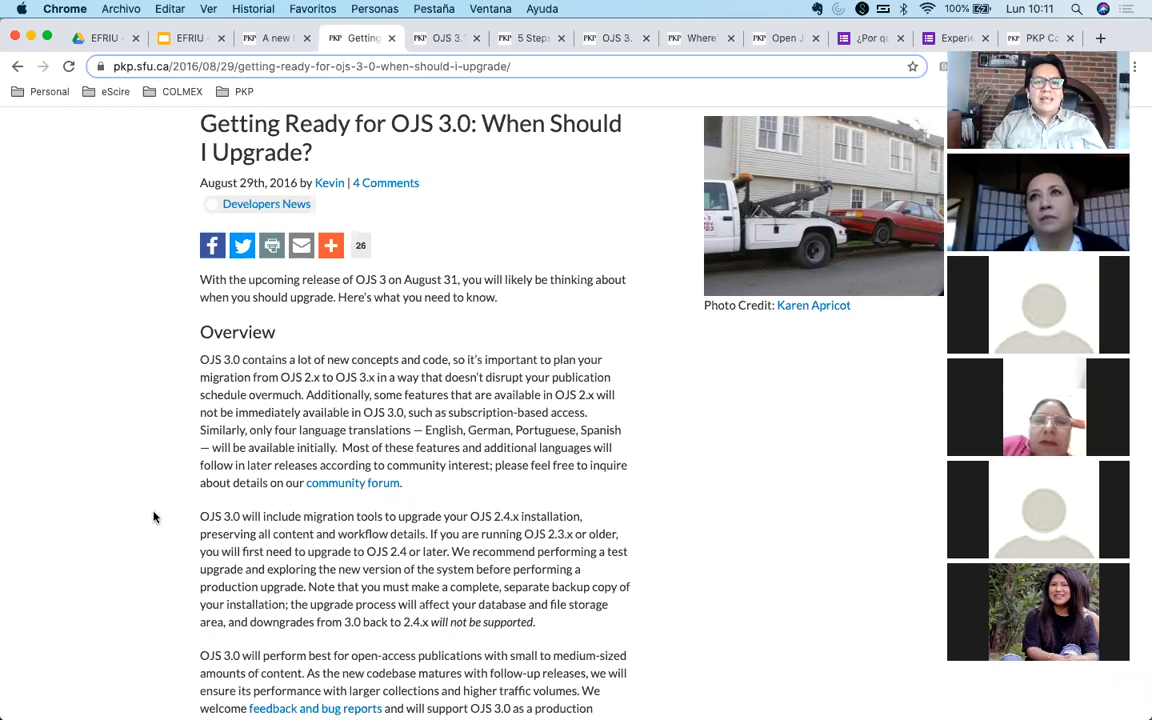 Chrome Archivo Editar Ver Historial Favoritos Personas Pestaña Ventana Ayuda 100% Lun 10:11
EFRIU - EFRIU - PKP A new l PKP Getting PKP OJS 3. PKP 5 Steps PKP OJS 3. PKP Where' PKP Open J ¿Por qu Experie PKP PKP Co
pkp.sfu.ca/2016/08/29/getting-ready-for-ojs-3-0-when-should-i-upgrade/
Personal eScire COLMEX PKP
Getting Ready for OJS 3.0: When Should
I Upgrade?
August 29th, 2016 by Kevin | 4 Comments
Developers News
26
With the upcoming release of OJS 3 on August 31, you will likely be thinking about
when you should upgrade. Here's what you need to know.
Overview
OJS 3.0 contains a lot of new concepts and code, so it's important to plan your
migration from OJS 2.x to OJS 3.x in a way that doesn't disrupt your publication
schedule overmuch. Additionally, some features that are available in OJS 2.x will
not be immediately available in OJS 3.0, such as subscription-based access.
Similarly, only four language translations — English, German, Portuguese, Spanish
— will be available initially. Most of these features and additional languages will
follow in later releases according to community interest; please feel free to inquire
about details on our community forum.
OJS 3.0 will include migration tools to upgrade your OJS 2.4.x installation,
preserving all content and workflow details. If you are running OJS 2.3.x or older,
you will first need to upgrade to OJS 2.4 or later. We recommend performing a test
upgrade and exploring the new version of the system before performing a
production upgrade. Note that you must make a complete, separate backup copy of
your installation; the upgrade process will affect your database and file storage
area, and downgrades from 3.0 back to 2.4.x will not be supported.
OJS 3.0 will perform best for open-access publications with small to medium-sized
amounts of content. As the new codebase matures with follow-up releases, we will
ensure its performance with larger collections and higher traffic volumes. We
welcome feedback and bug reports and will support OJS 3.0 as a production
Photo Credit: Karen Apricot